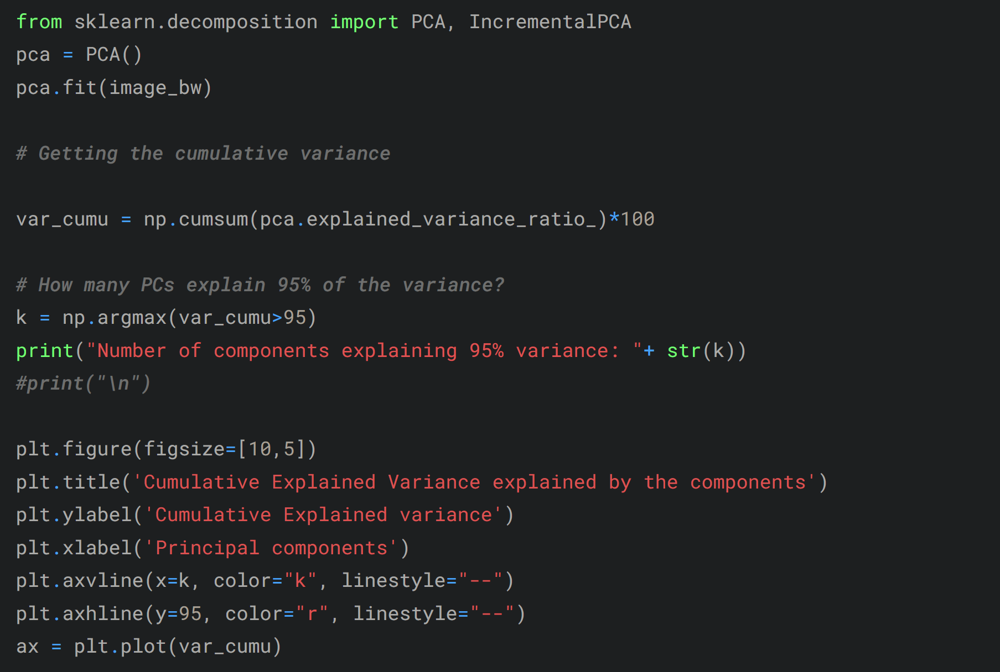 from sklearn.decomposition import PCA, IncrementalPCA
pca = PCA()
pca.fit(image_bw)
# Getting the cumulative variance
var_cumu = np.cumsum(pca.explained_variance_ratio_)*100
# How many PCs explain 95% of the variance?
k = np.argmax(var_cumu>95)
print("Number of components explaining 95% variance: "+ str(k))
#print("\n")
plt.figure(figsize=[10,5])
plt.title('Cumulative Explained Variance explained by the components')
plt.ylabel('Cumulative Explained variance')
plt.xlabel('Principal components')
plt.axvline(x=k, color="k", linestyle="--")
plt.axhline(y=95, color="r", linestyle="--")
ax = plt.plot(var_cumu)